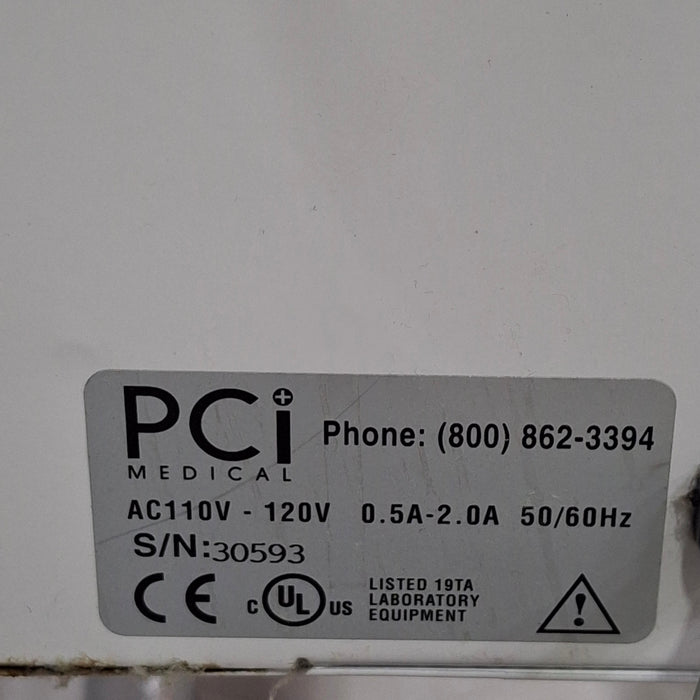 PCi
MEDICAL
Phone: (800) 862-3394
AC110V - 120V 0.5A-2.0A 50/60Hz
S/N:30593
CE
C UL US
LISTED 19TA
LABORATORY
EQUIPMENT
!